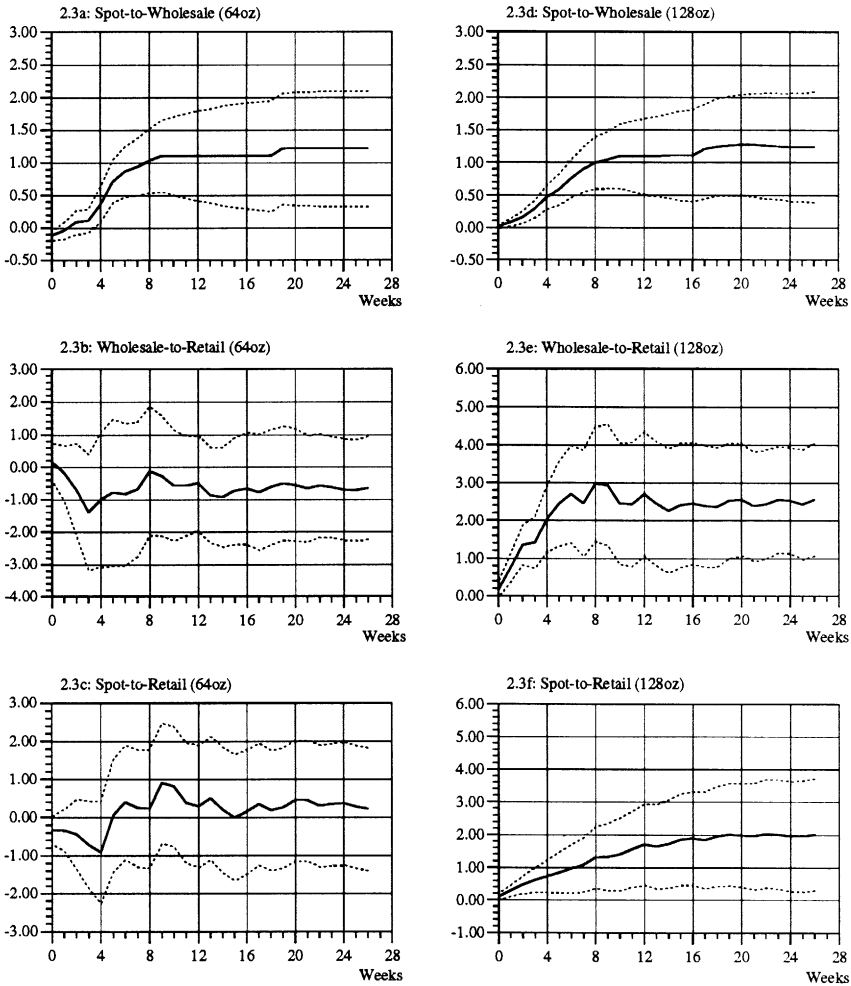 2.3a: Spot-to-Wholesale (64oz)
3.00
2.50
2.00
1.50
1.00
0.50
0.00
-0.50
0 4 8 12 16 20 24 28
Weeks
2.3d: Spot-to-Wholesale (128oz)
3.00
2.50
2.00
1.50
1.00
0.50
0.00
-0.50
0 4 8 12 16 20 24 28
Weeks
2.3b: Wholesale-to-Retail (64oz)
3.00
2.00
1.00
0.00
-1.00
-2.00
-3.00
-4.00
0 4 8 12 16 20 24 28
Weeks
2.3e: Wholesale-to-Retail (128oz)
6.00
5.00
4.00
3.00
2.00
1.00
0.00
0 4 8 12 16 20 24 28
Weeks
2.3c: Spot-to-Retail (64oz)
3.00
2.00
1.00
0.00
-1.00
-2.00
-3.00
0 4 8 12 16 20 24 28
Weeks
2.3f: Spot-to-Retail (128oz)
6.00
5.00
4.00
3.00
2.00
1.00
0.00
-1.00
0 4 8 12 16 20 24 28
Weeks